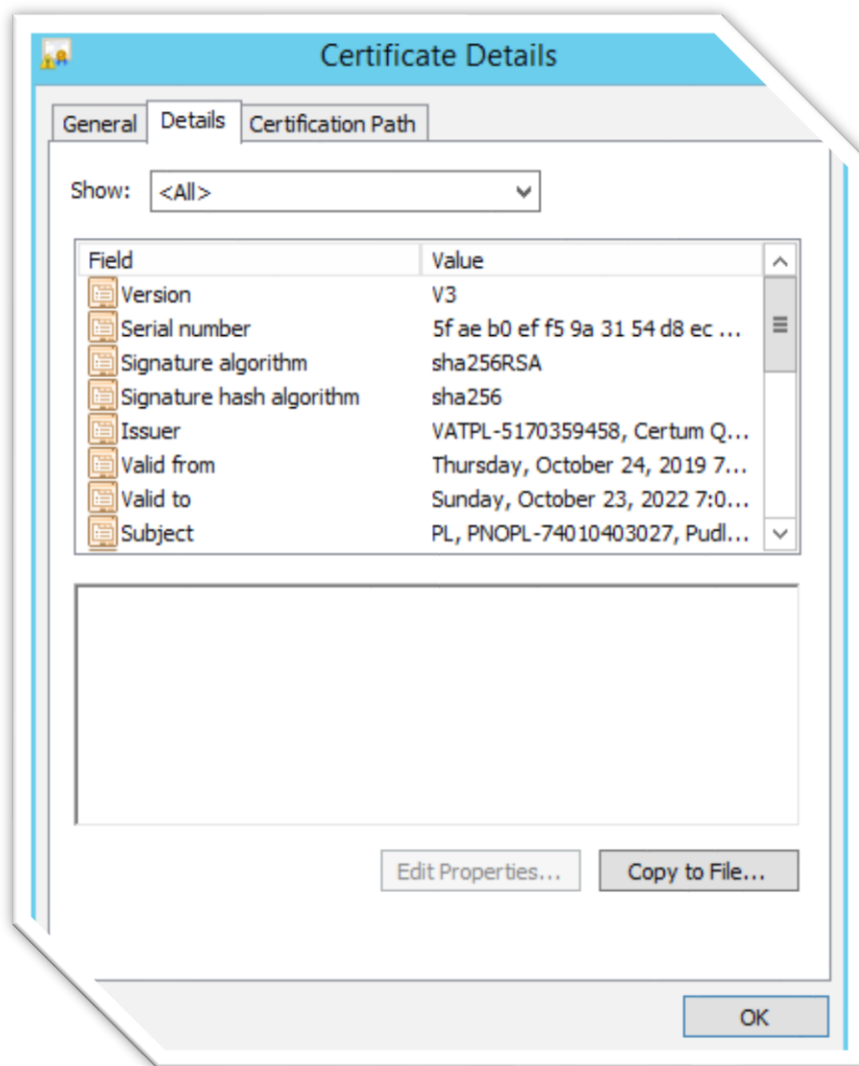 Certificate Details
General Details Certification Path
Show: <All>
Field Value
Version V3
Serial number 5f ae b0 ef f5 9a 31 54 d8 ec ...
Signature algorithm sha256RSA
Signature hash algorithm sha256
Issuer VATPL-5170359458, Certum Q...
Valid from Thursday, October 24, 2019 7...
Valid to Sunday, October 23, 2022 7:0...
Subject PL, PNOPL-74010403027, Pudl...
Edit Properties... Copy to File...
OK